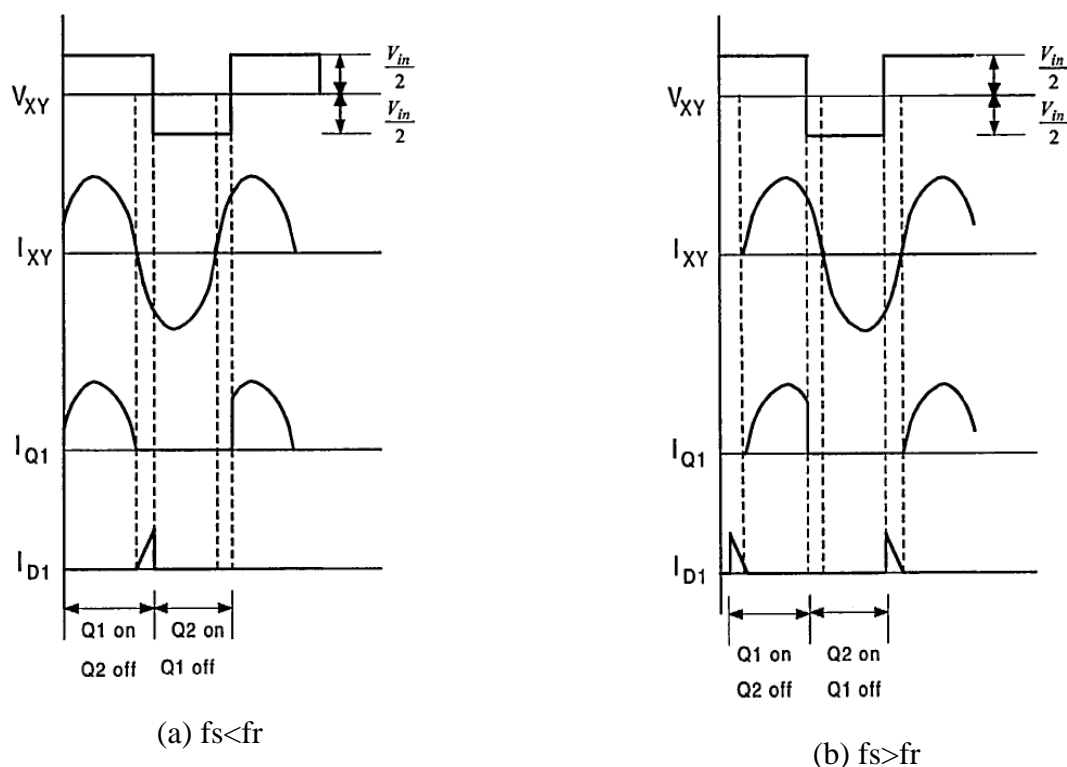 V_in/2
V_XY
V_in/2
I_XY
I_Q1
I_D1
Q1 on
Q2 on
Q2 off
Q1 off
(a) fs<fr
V_in/2
V_XY
V_in/2
I_XY
I_Q1
I_D1
Q1 on
Q2 on
Q2 off
Q1 off
(b) fs>fr